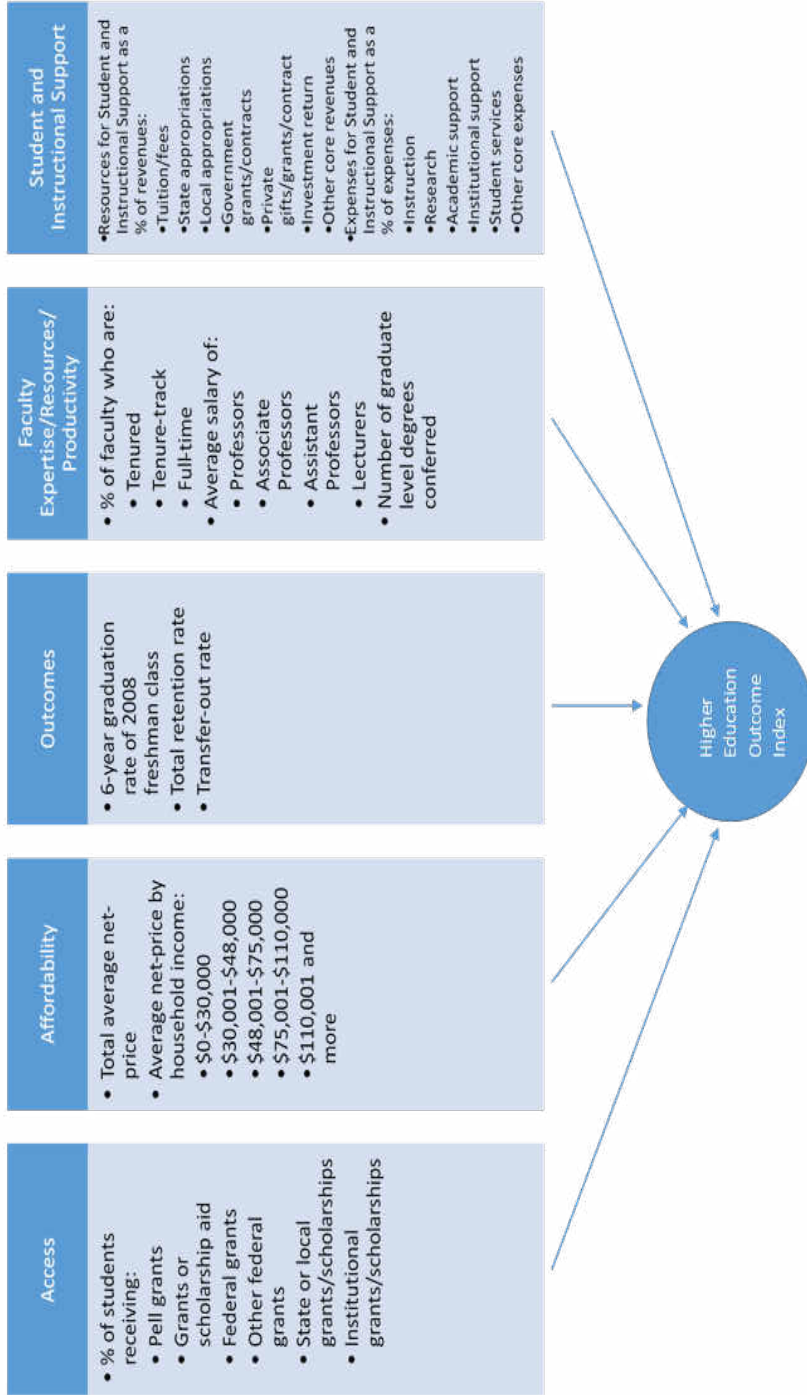 Access
• % of students
receiving:
• Pell grants
• Grants or
scholarship aid
• Federal grants
• Other federal
grants
• State or local
grants/scholarships
• Institutional
grants/scholarships
Affordability
• Total average net-
price
• Average net-price by
household income:
• $0-$30,000
• $30,001-$48,000
• $48,001-$75,000
• $75,001-$110,000
• $110,001 and
more
Outcomes
• 6-year graduation
rate of 2008
freshman class
• Total retention rate
• Transfer-out rate
Faculty
Expertise/Resources/
Productivity
• % of faculty who are:
• Tenured
• Tenure-track
• Full-time
• Average salary of:
• Professors
• Associate
Professors
• Assistant
Professors
• Lecturers
• Number of graduate
level degrees
conferred
Student and
Instructional Support
•Resources for Student and
Instructional Support as a
% of revenues:
•Tuition/fees
•State appropriations
•Local appropriations
•Government
grants/contracts
•Private
gifts/grants/contract
•Investment return
•Other core revenues
•Expenses for Student and
Instructional Support as a
% of expenses:
•Instruction
•Research
•Academic support
•Institutional support
•Student services
•Other core expenses
Higher
Education
Outcome
Index